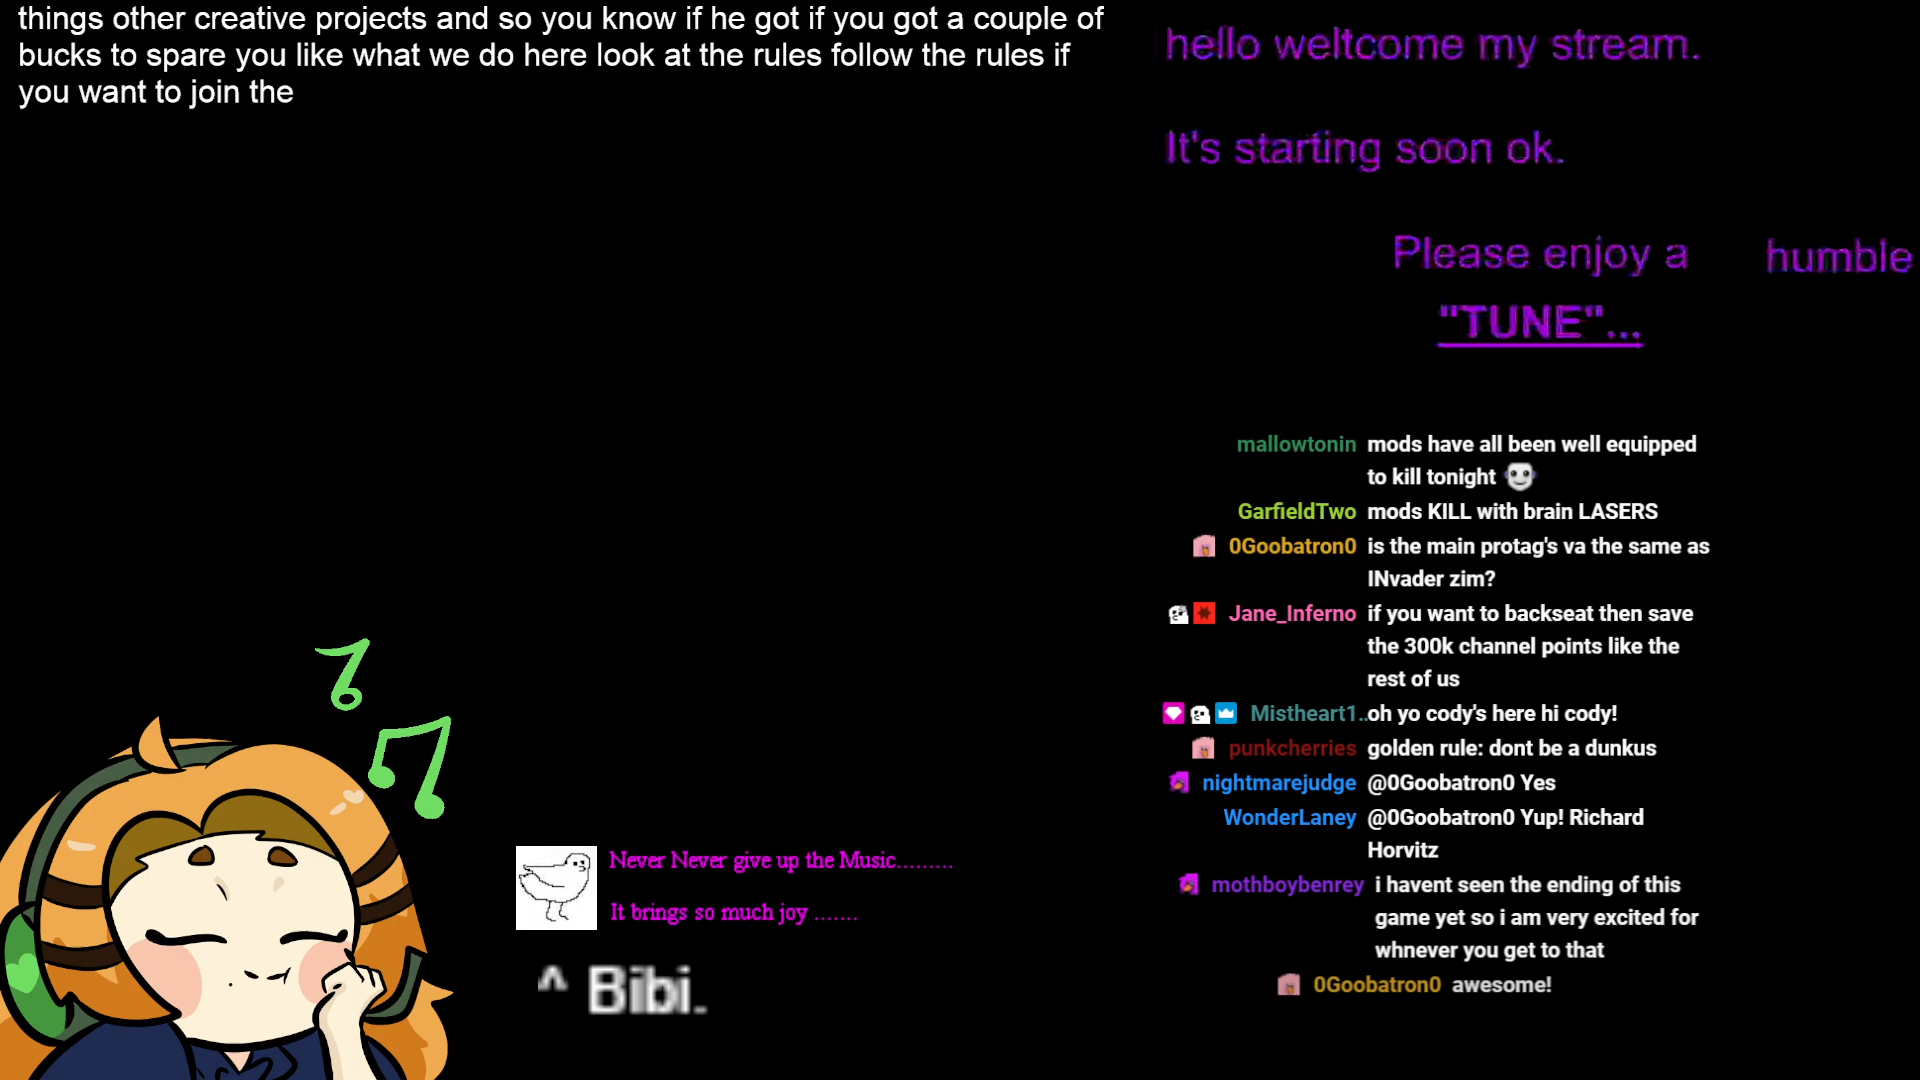 things other creative projects and so you know if he got if you got a couple of
bucks to spare you like what we do here look at the rules follow the rules if
you want to join the
hello weltcome my stream.
It's starting soon ok.
Please enjoy a humble
"TUNE"...
mallowtonin mods have all been well equipped
to kill tonight
GarfieldTwo mods KILL with brain LASERS
0Goobatron0 is the main protag's va the same as
INvader zim?
Jane_Inferno if you want to backseat then save
the 300k channel points like the
rest of us
Mistheart1.. oh yo cody's here hi cody!
punkcherries golden rule: dont be a dunkus
nightmarejudge @0Goobatron0 Yes
WonderLaney @0Goobatron0 Yup! Richard
Horvitz
mothboybenrey i havent seen the ending of this
game yet so i am very excited for
whnever you get to that
0Goobatron0 awesome!
Never Never give up the Music.........
It brings so much joy .......
^ Bibi.